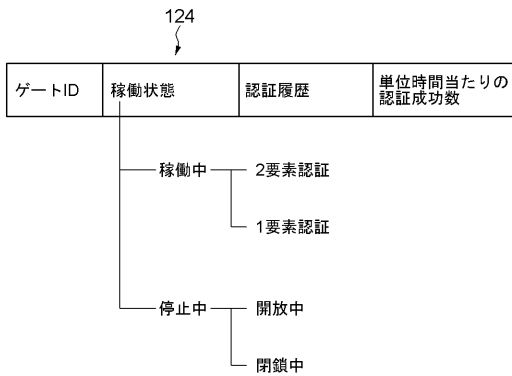 124
ゲートID
稼働状態
認証履歴
単位時間当たりの
認証成功数
稼働中
2要素認証
1要素認証
停止中
開放中
閉鎖中